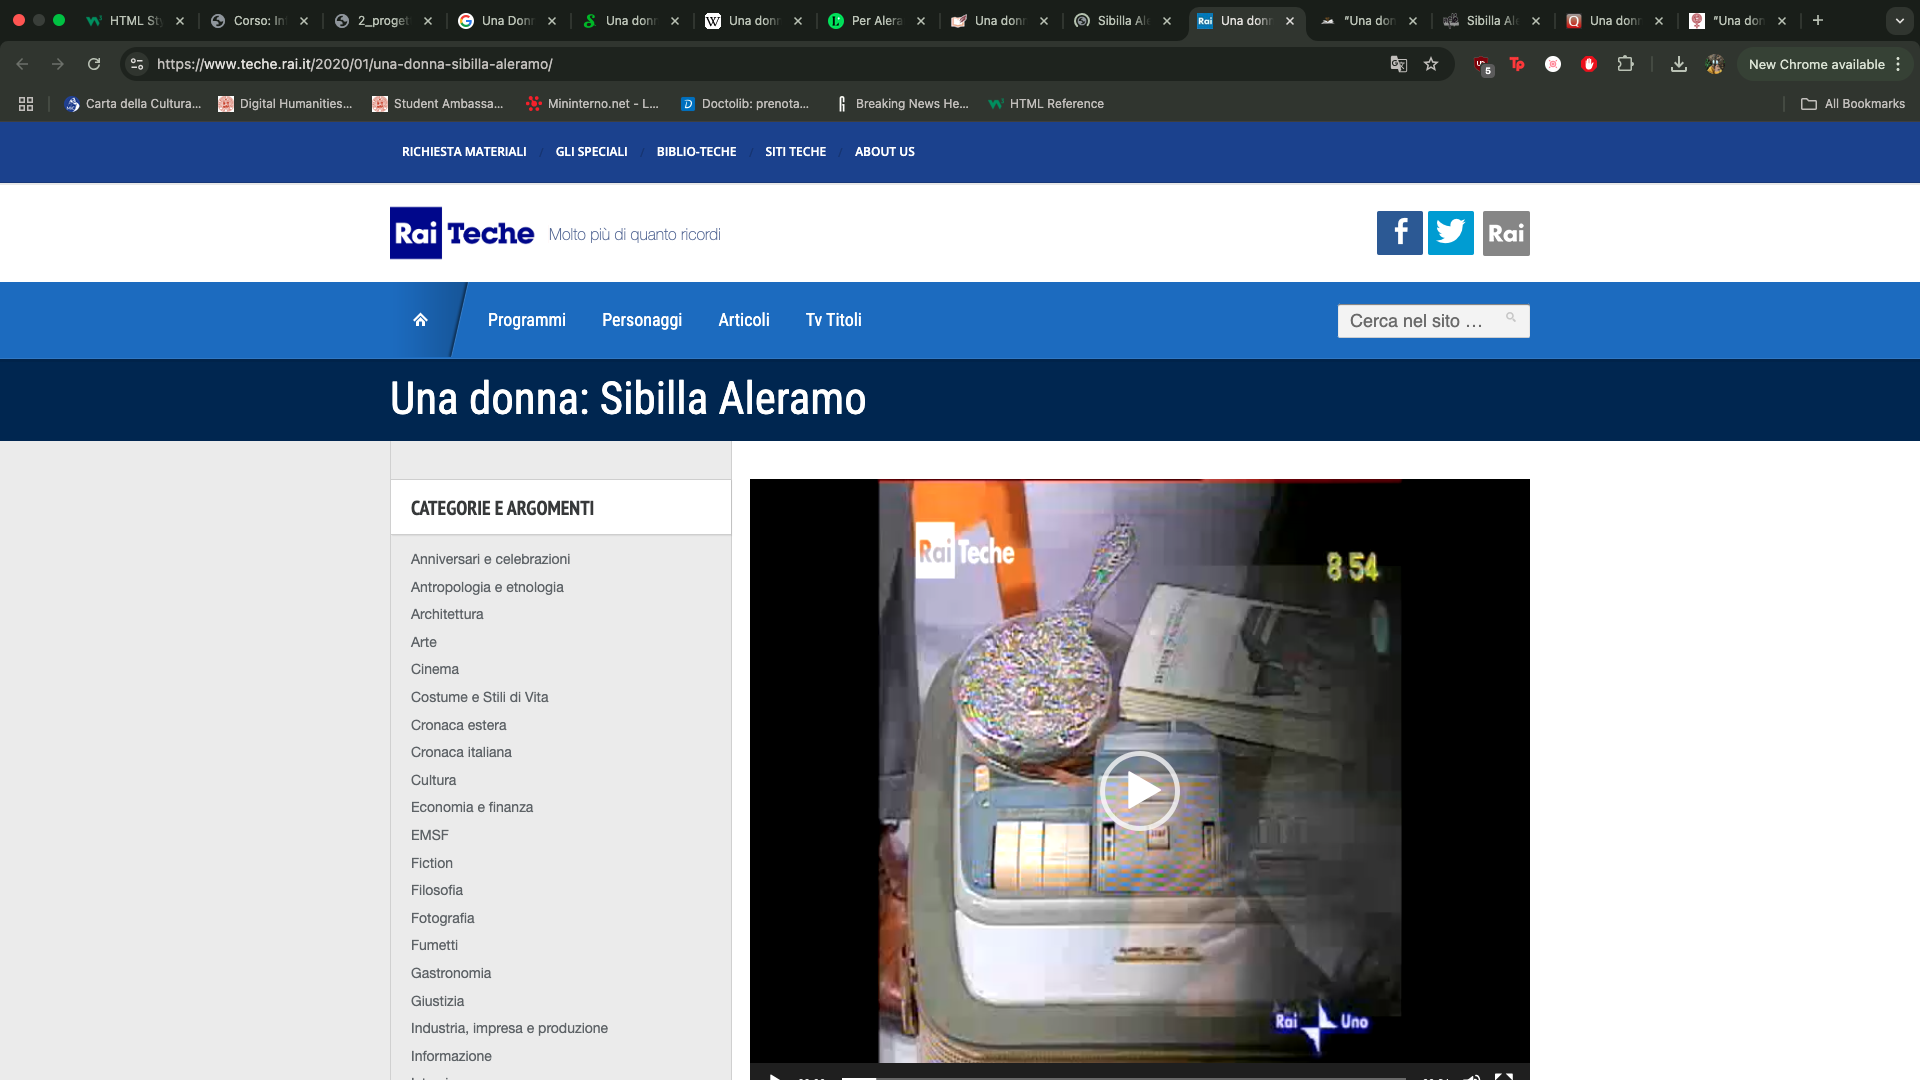 HTML Sty
Corso: Int
2_proget
Una Donn
Una donn
Una donn
Per Alera
Una donn
Sibilla Ale
Una donn
"Una don
Sibilla Ale
Una donn
"Una don
https://www.teche.rai.it/2020/01/una-donna-sibilla-aleramo/
5
New Chrome available
Carta della Cultura...
Digital Humanities...
Student Ambassa...
Mininterno.net - L...
Doctolib: prenota...
Breaking News He...
HTML Reference
All Bookmarks
RICHIESTA MATERIALI / GLI SPECIALI / BIBLIO-TECHE / SITI TECHE / ABOUT US
Rai Teche Molto più di quanto ricordi
Rai
Programmi Personaggi Articoli Tv Titoli
Cerca nel sito ...
Una donna: Sibilla Aleramo
CATEGORIE E ARGOMENTI
Anniversari e celebrazioni
Antropologia e etnologia
Architettura
Arte
Cinema
Costume e Stili di Vita
Cronaca estera
Cronaca italiana
Cultura
Economia e finanza
EMSF
Fiction
Filosofia
Fotografia
Fumetti
Gastronomia
Giustizia
Industria, impresa e produzione
Informazione
Rai Teche
8 54
Rai Uno